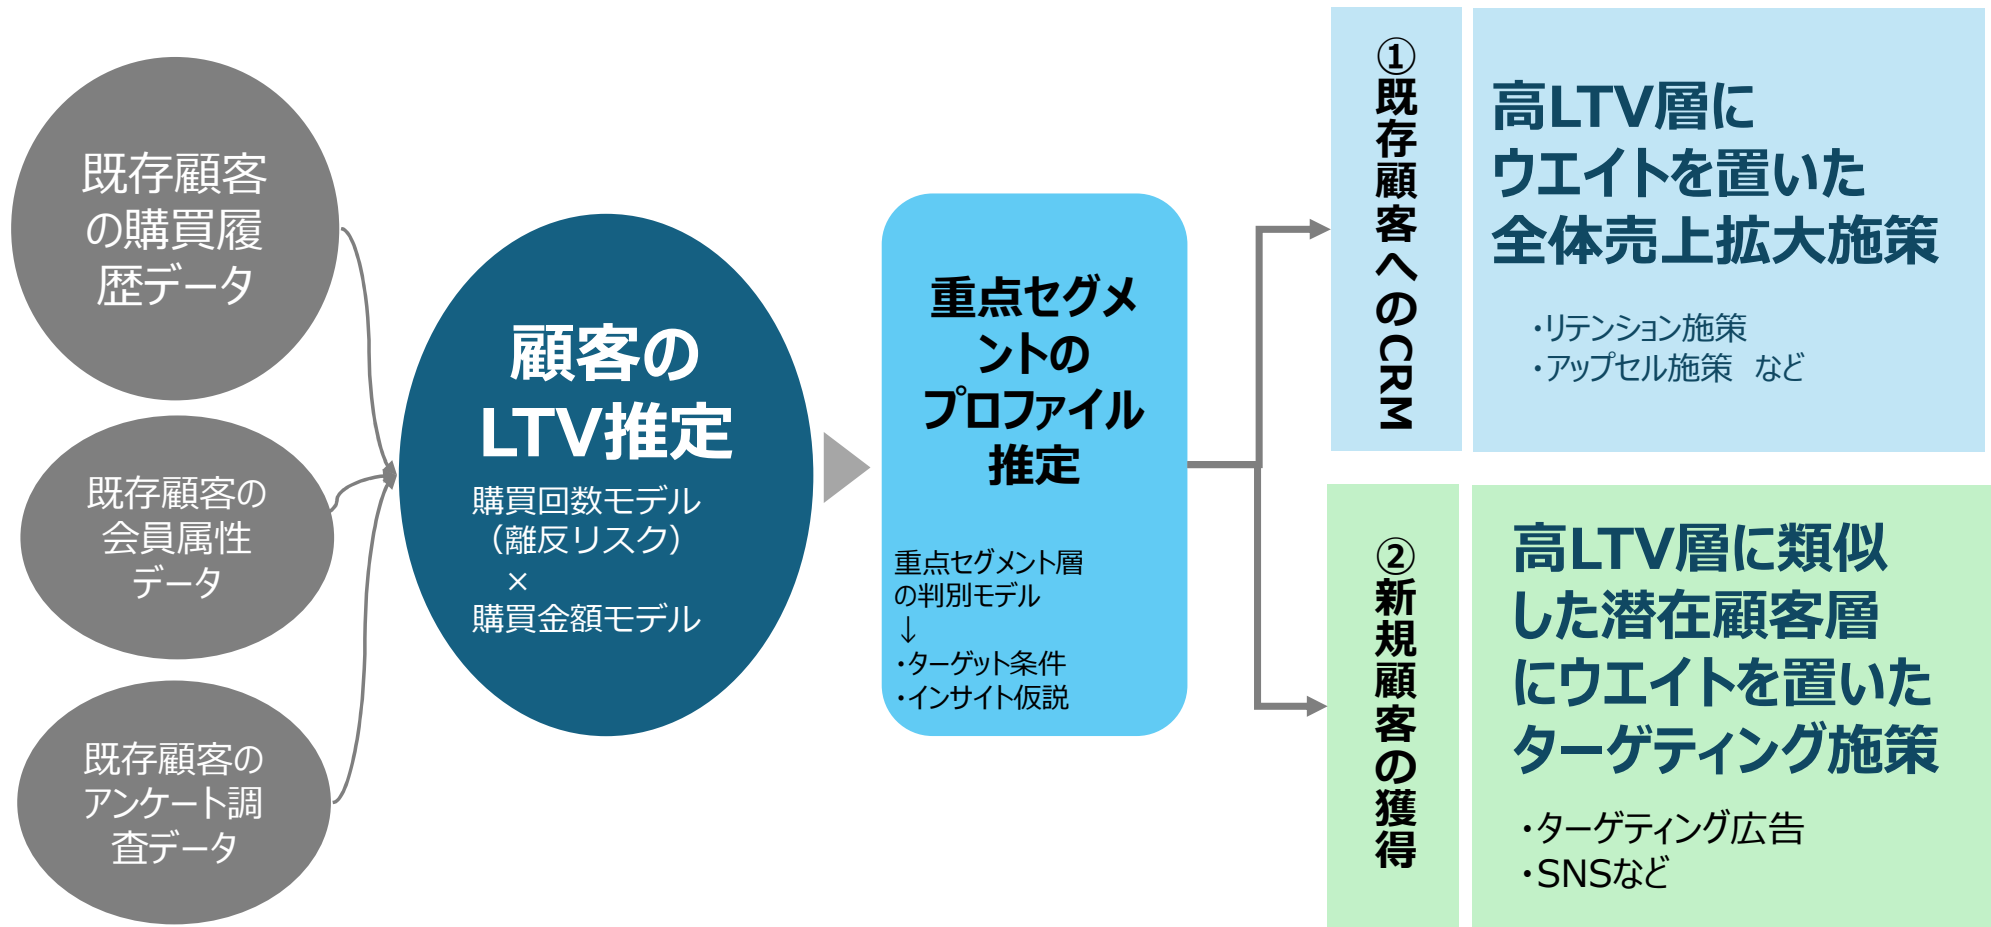 既存顧客
の購買履
歴データ
既存顧客の
会員属性
データ
既存顧客の
アンケート調
査データ
顧客の
LTV推定
購買回数モデル
（離反リスク）
×
購買金額モデル
重点セグメ
ントの
プロファイル
推定
重点セグメント層
の判別モデル
↓
・ターゲット条件
・インサイト仮説
①既存顧客へのCRM
高LTV層に
ウエイトを置いた
全体売上拡大施策
・リテンション施策
・アップセル施策　など
②新規顧客の獲得
高LTV層に類似
した潜在顧客層
にウエイトを置いた
ターゲティング施策
・ターゲティング広告
・SNSなど